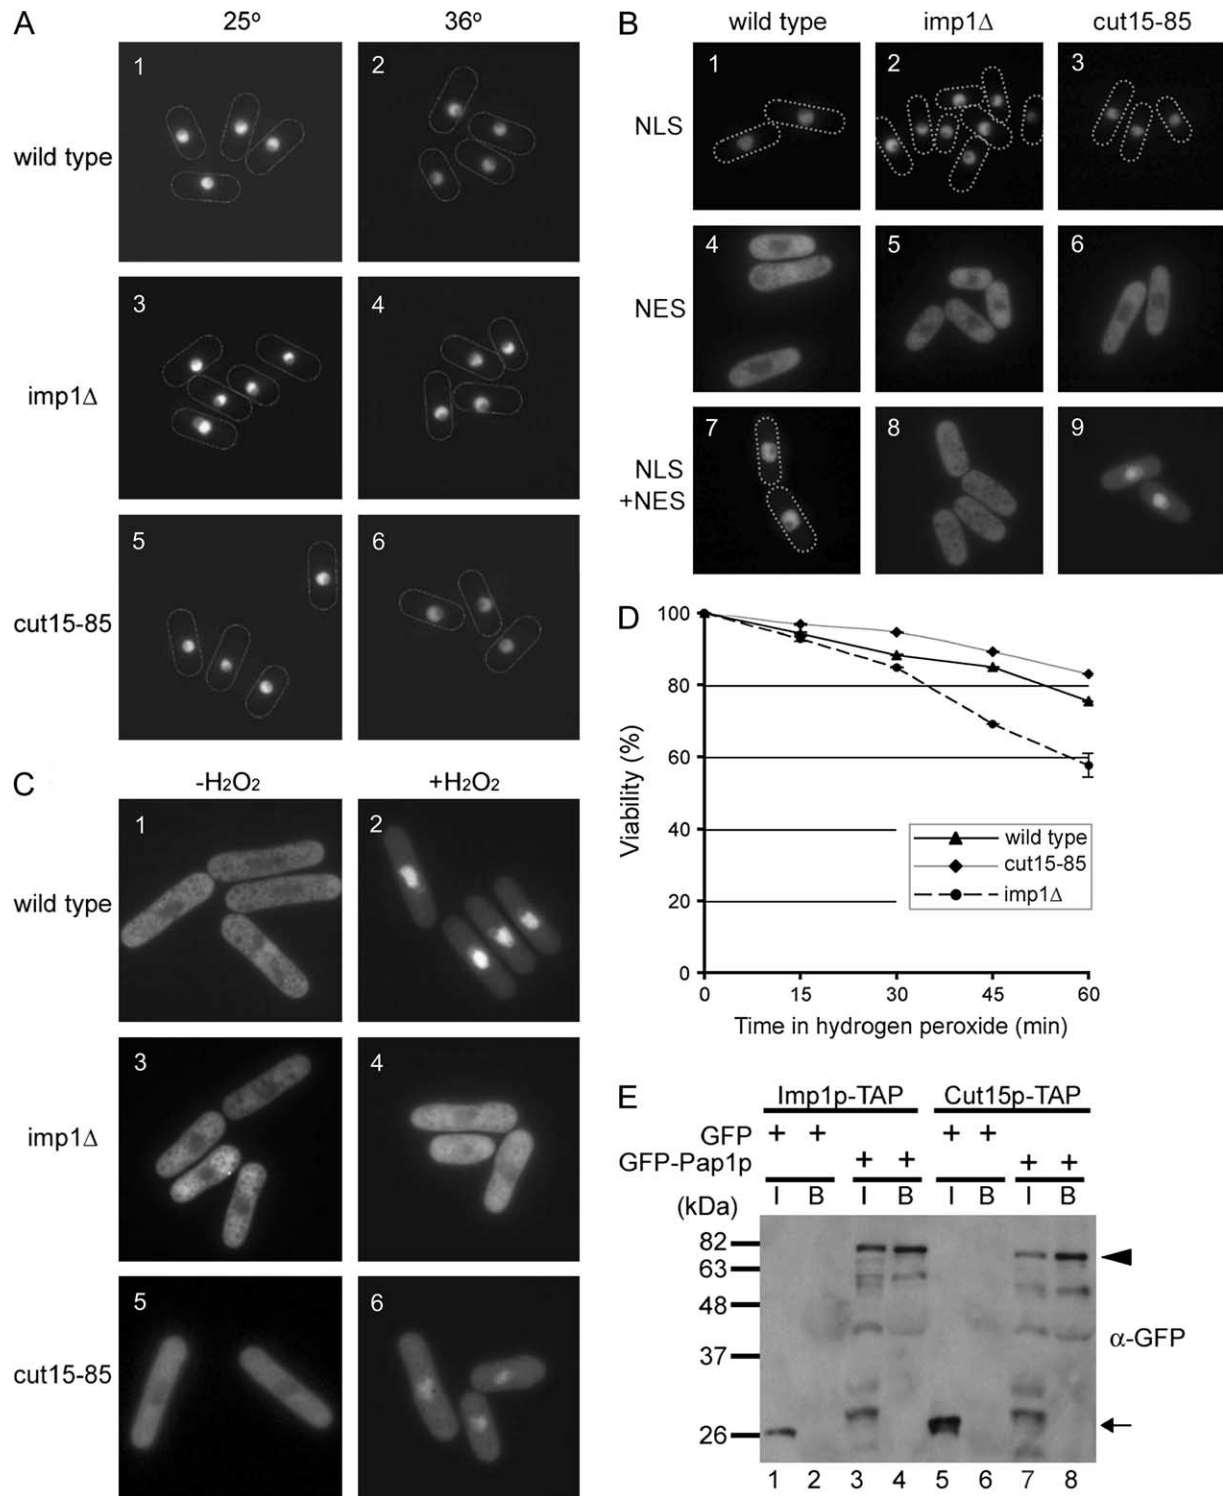 A
25º 36º
1 2
wild type
3 4
imp1Δ
5 6
cut15-85
B
wild type imp1Δ cut15-85
1 2 3
NLS
4 5 6
NES
7 8 9
NLS
+NES
C
-H2O2 +H2O2
1 2
wild type
3 4
imp1Δ
5 6
cut15-85
D
100
80
60
40
20
0
0 15 30 45 60
Viability (%)
Time in hydrogen peroxide (min)
wild type
cut15-85
imp1Δ
E
Imp1p-TAP Cut15p-TAP
GFP + + + +
GFP-Pap1p + + + +
(kDa) I B I B I B I B
82
63
48
37
26
α-GFP
1 2 3 4 5 6 7 8